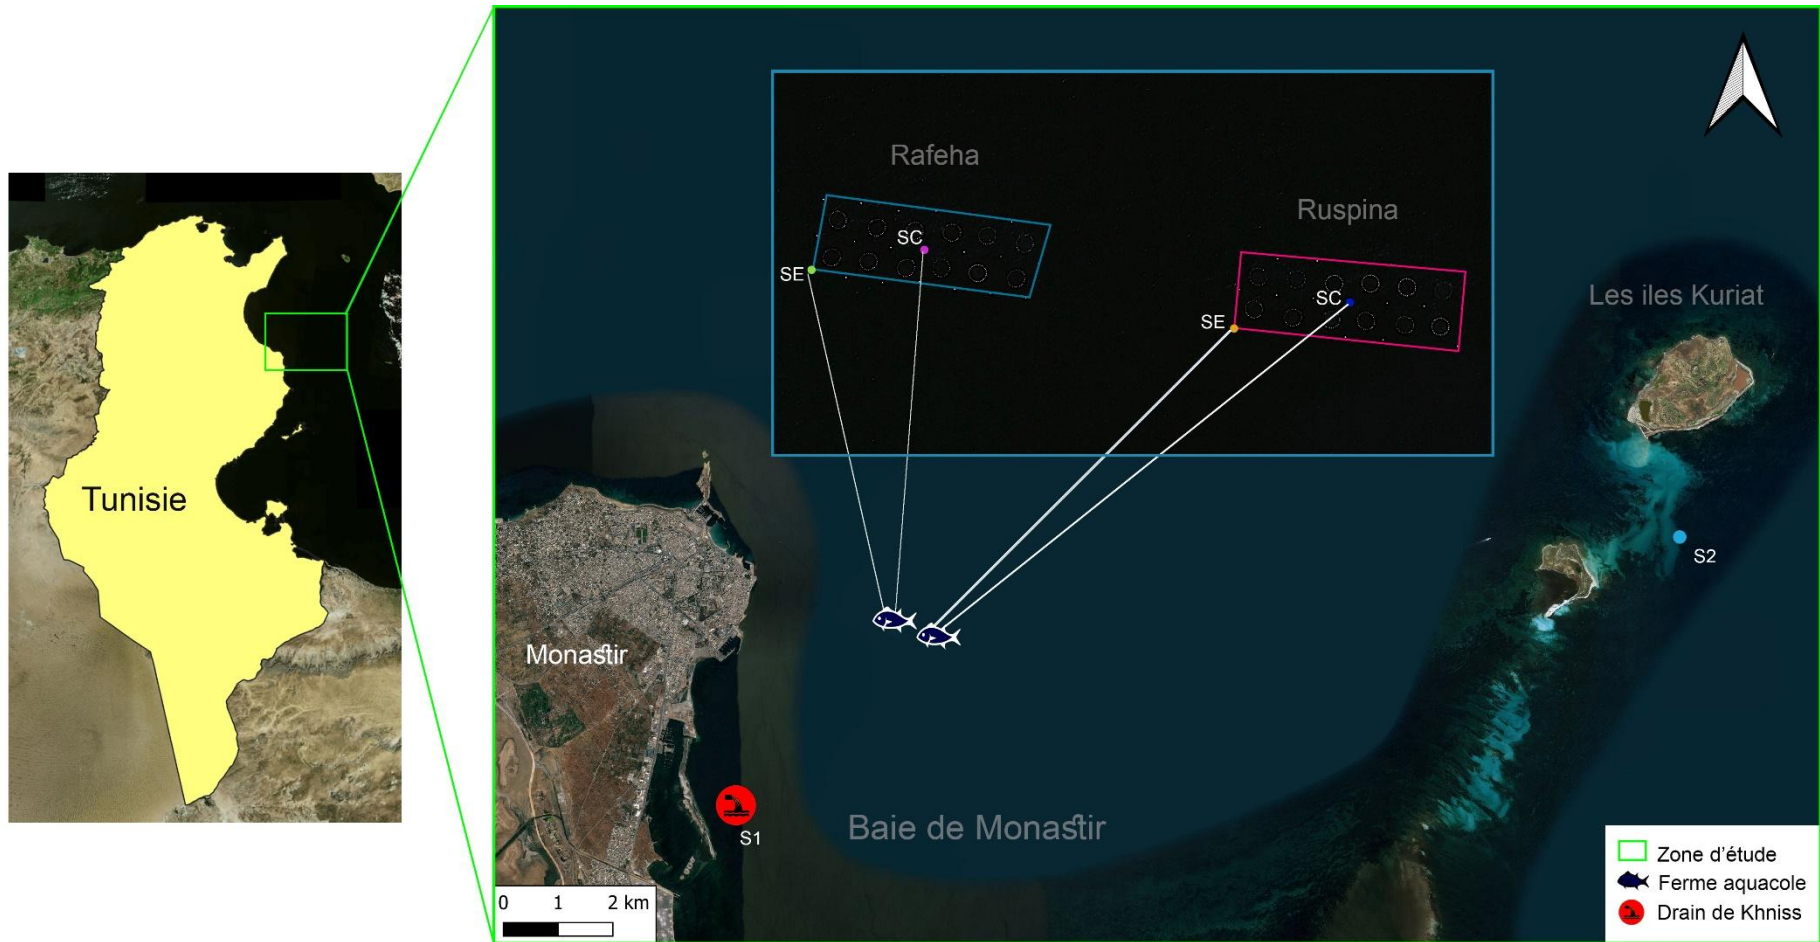 Tunisie
Rafeha
Ruspina
SC
SE
SC
SE
Les iles Kuriat
S2
Monastir
S1
Baie de Monastir
0 1 2 km
Zone d'étude
Ferme aquacole
Drain de Khniss